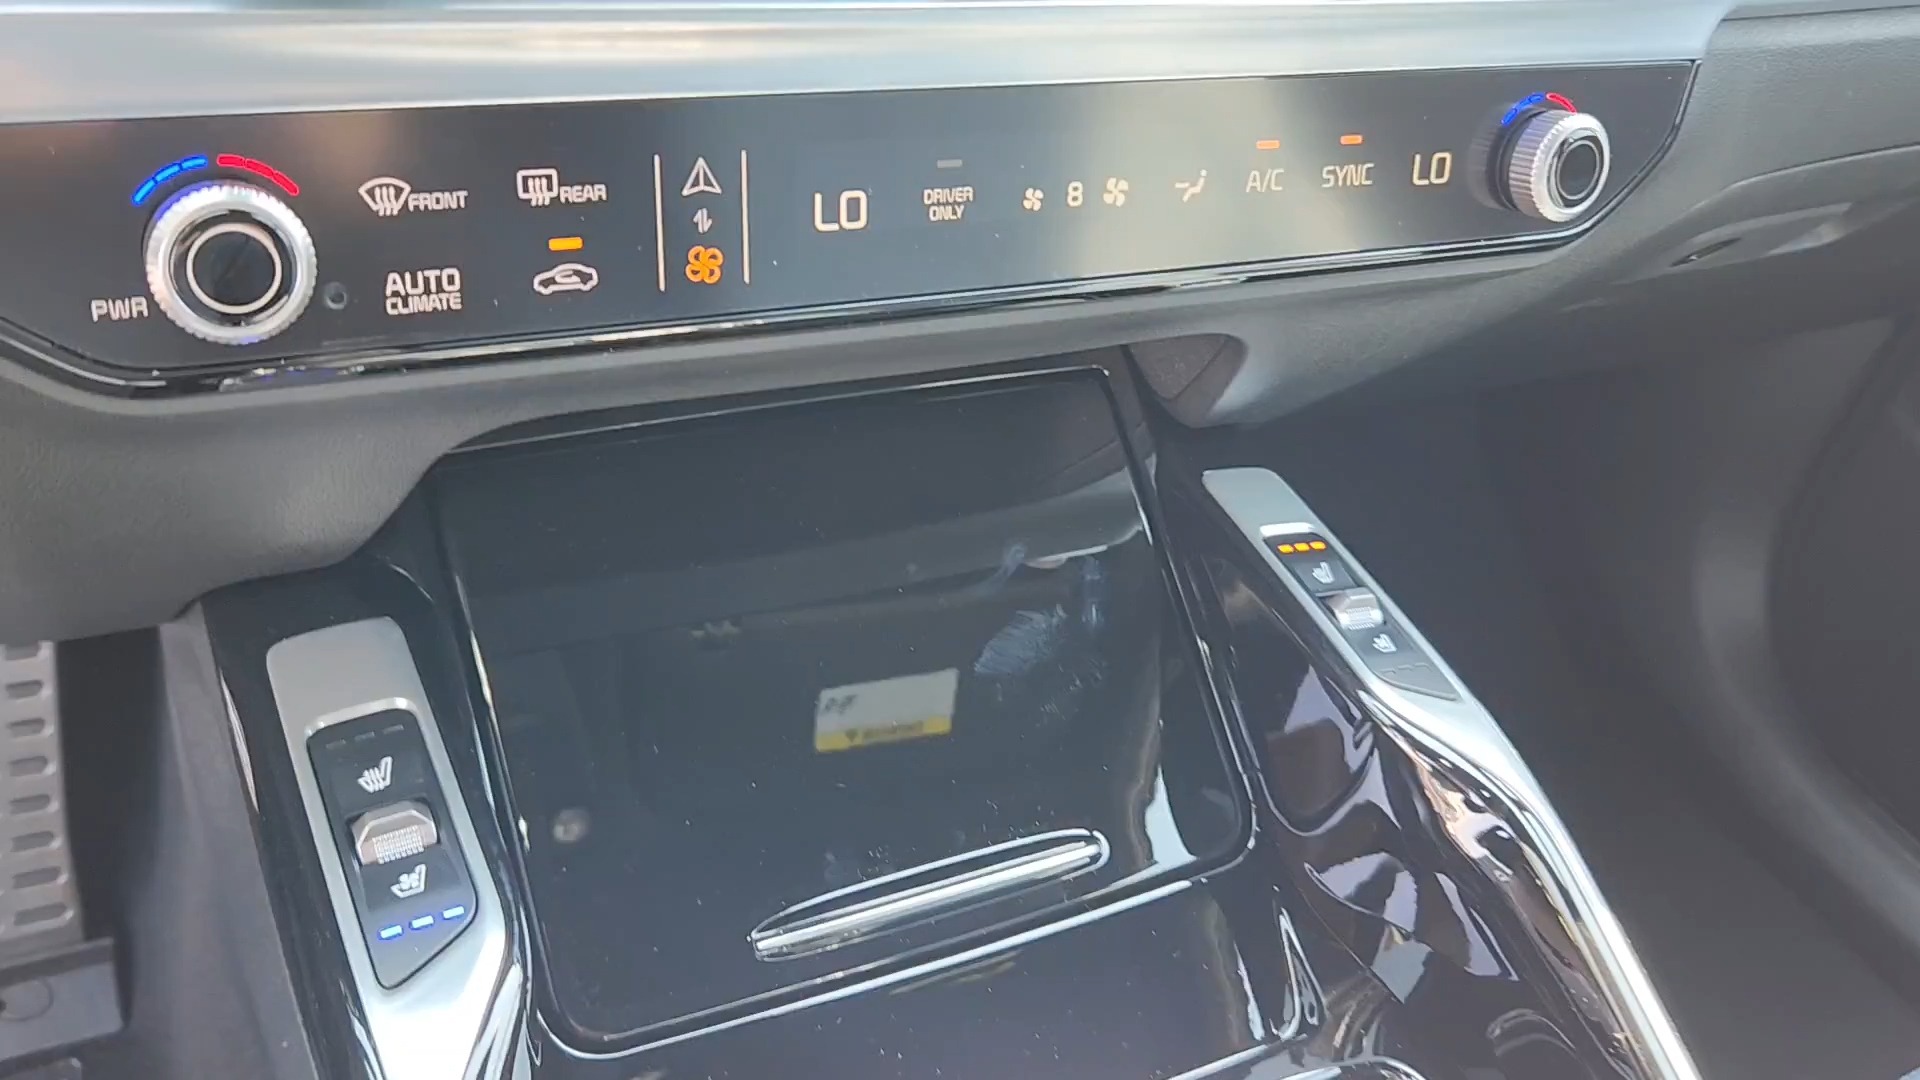 PWR
FRONT
REAR
AUTO
CLIMATE
LO
DRIVER
ONLY
8
A/C
SYNC
LO